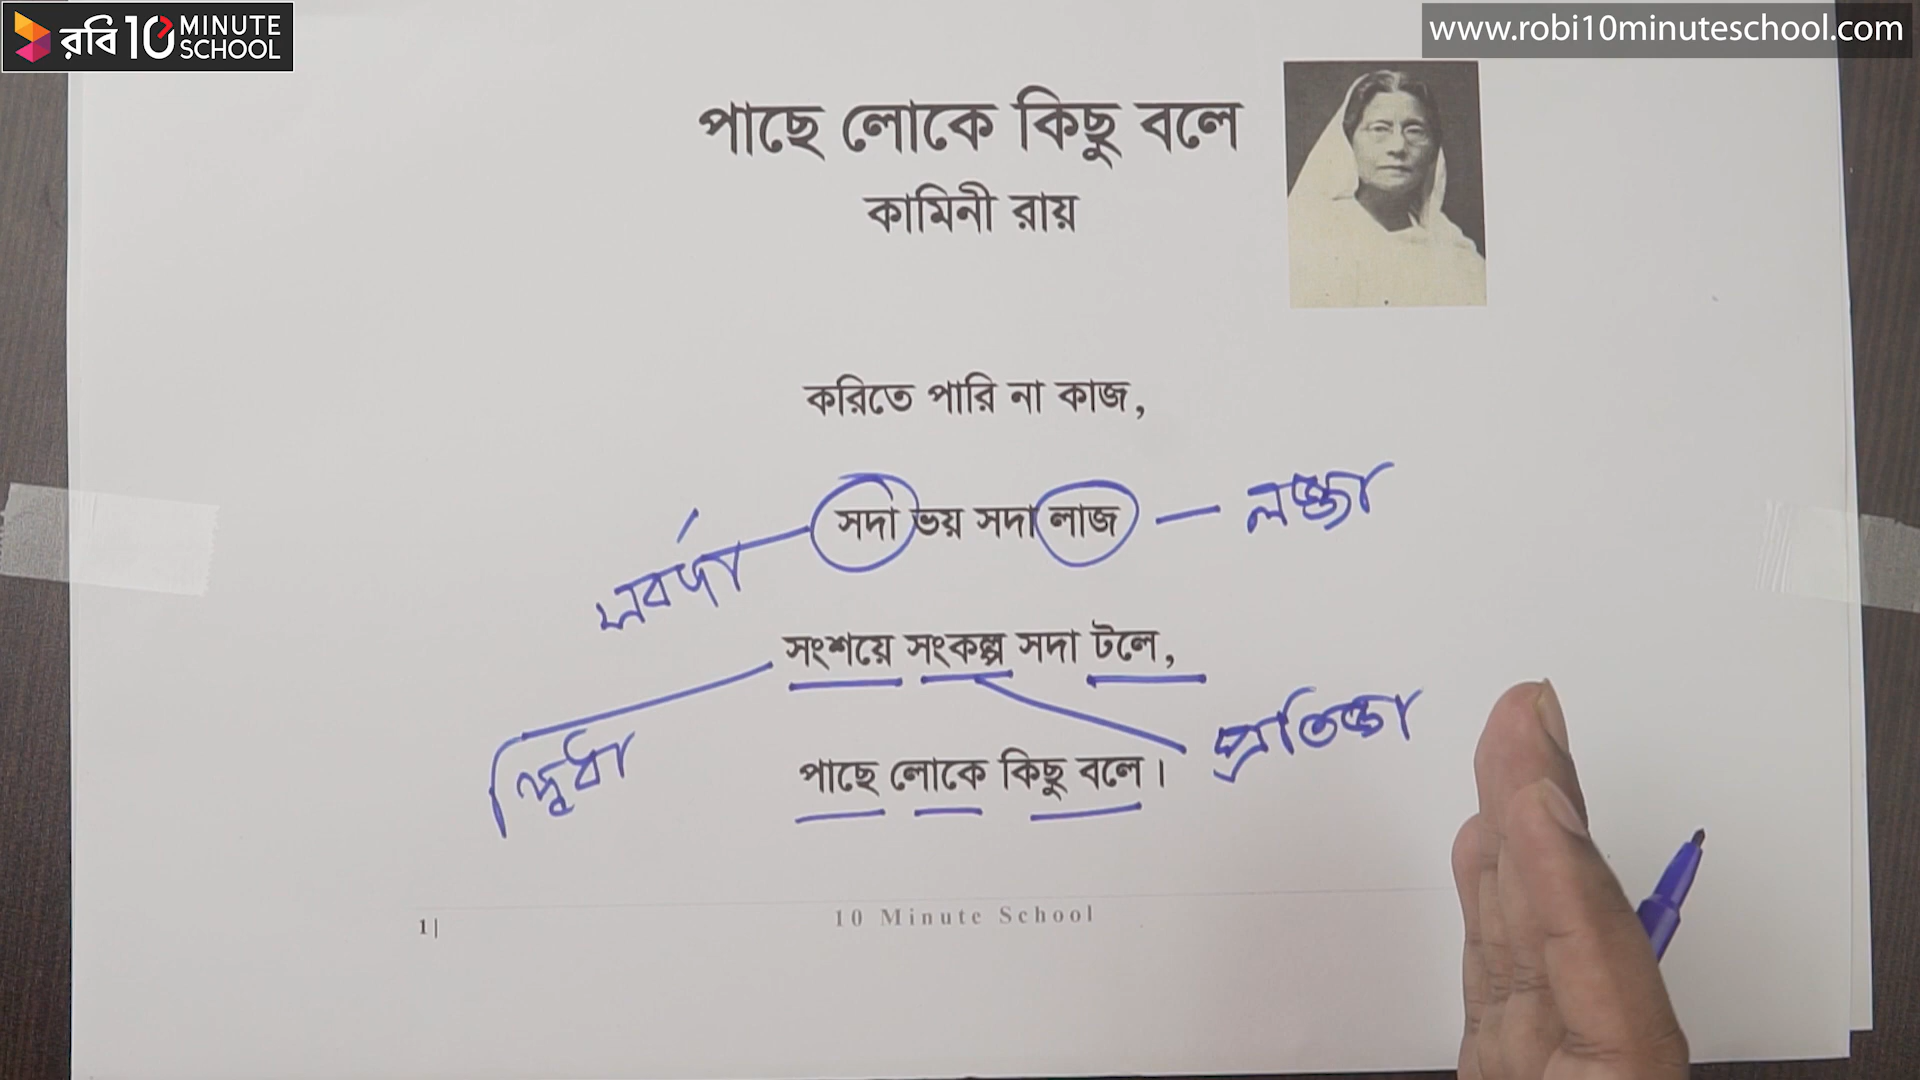 রবি 10 MINUTE SCHOOL
www.robi10minuteschool.com
পাছে লোকে কিছু বলে
কামিনী রায়
করিতে পারি না কাজ,
সদা ভয় সদা লাজ
লজ্জা
সর্বদা
সংশয়ে সংকল্প সদা টলে,
প্রতিজ্ঞা
দ্বিধা
পাছে লোকে কিছু বলে।
1|
10 Minute School